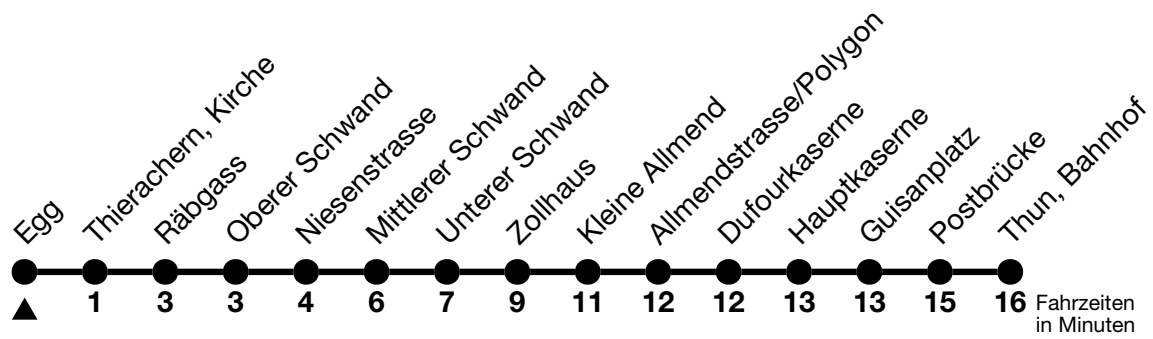 Egg
Thierachern, Kirche
Räbgass
Oberer Schwand
Niesenstrasse
Mittlerer Schwand
Unterer Schwand
Zollhaus
Kleine Allmend
Allmendstrasse/Polygon
Dufourkaserne
Hauptkaserne
Guisanplatz
Postbrücke
Thun, Bahnhof
1 3 3 4 6 7 9 11 12 12 13 13 15 16 Fahrzeiten
in Minuten